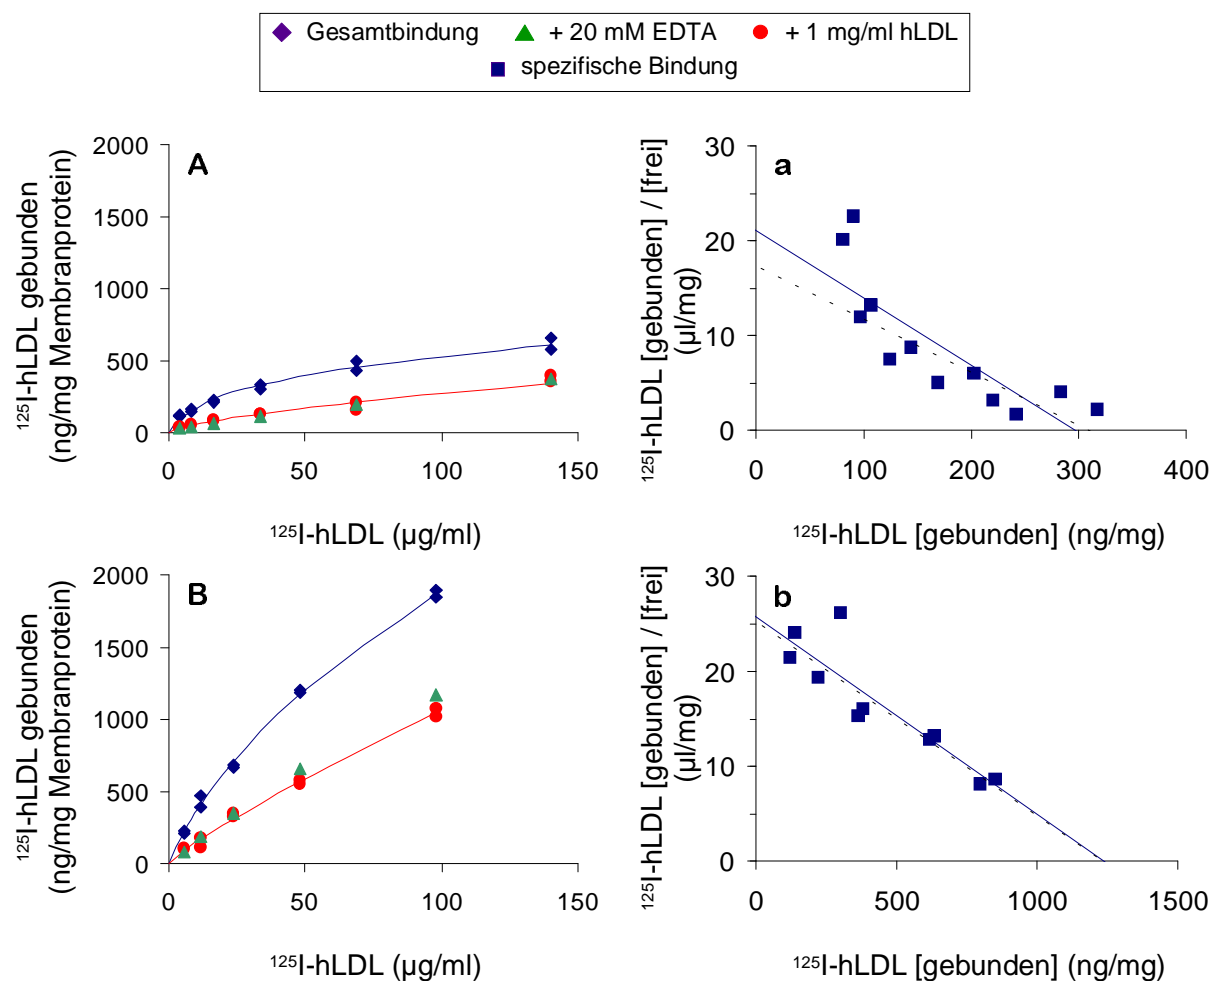 Gesamtbindung + 20 mM EDTA + 1 mg/ml hLDL
spezifische Bindung
A
¹²⁵I-hLDL gebunden
(ng/mg Membranprotein)
2000
1500
1000
500
0
0 50 100 150
¹²⁵I-hLDL (µg/ml)
a
¹²⁵I-hLDL [gebunden] / [frei]
(µl/mg)
30
20
10
0
0 100 200 300 400
¹²⁵I-hLDL [gebunden] (ng/mg)
B
¹²⁵I-hLDL gebunden
(ng/mg Membranprotein)
2000
1500
1000
500
0
0 50 100 150
¹²⁵I-hLDL (µg/ml)
b
¹²⁵I-hLDL [gebunden] / [frei]
(µl/mg)
30
20
10
0
0 500 1000 1500
¹²⁵I-hLDL [gebunden] (ng/mg)